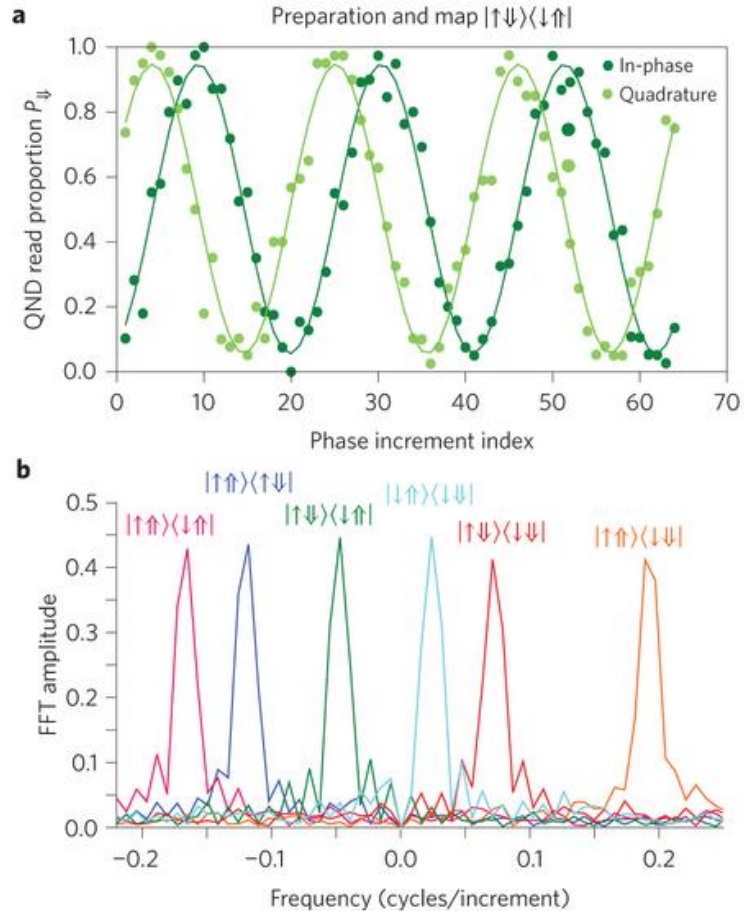 a
Preparation and map |↑⇓⟩⟨↓⇑|
In-phase
Quadrature
QND read proportion P⇓
1.0
0.8
0.6
0.4
0.2
0.0
0 10 20 30 40 50 60 70
Phase increment index
b
|↑⇑⟩⟨↓⇑|
|↑⇑⟩⟨↑⇓|
|↑⇓⟩⟨↓⇑|
|↓⇑⟩⟨↓⇓|
|↑⇓⟩⟨↓⇓|
|↑⇑⟩⟨↓⇓|
FFT amplitude
0.5
0.4
0.3
0.2
0.1
0.0
−0.2 −0.1 0.0 0.1 0.2
Frequency (cycles/increment)